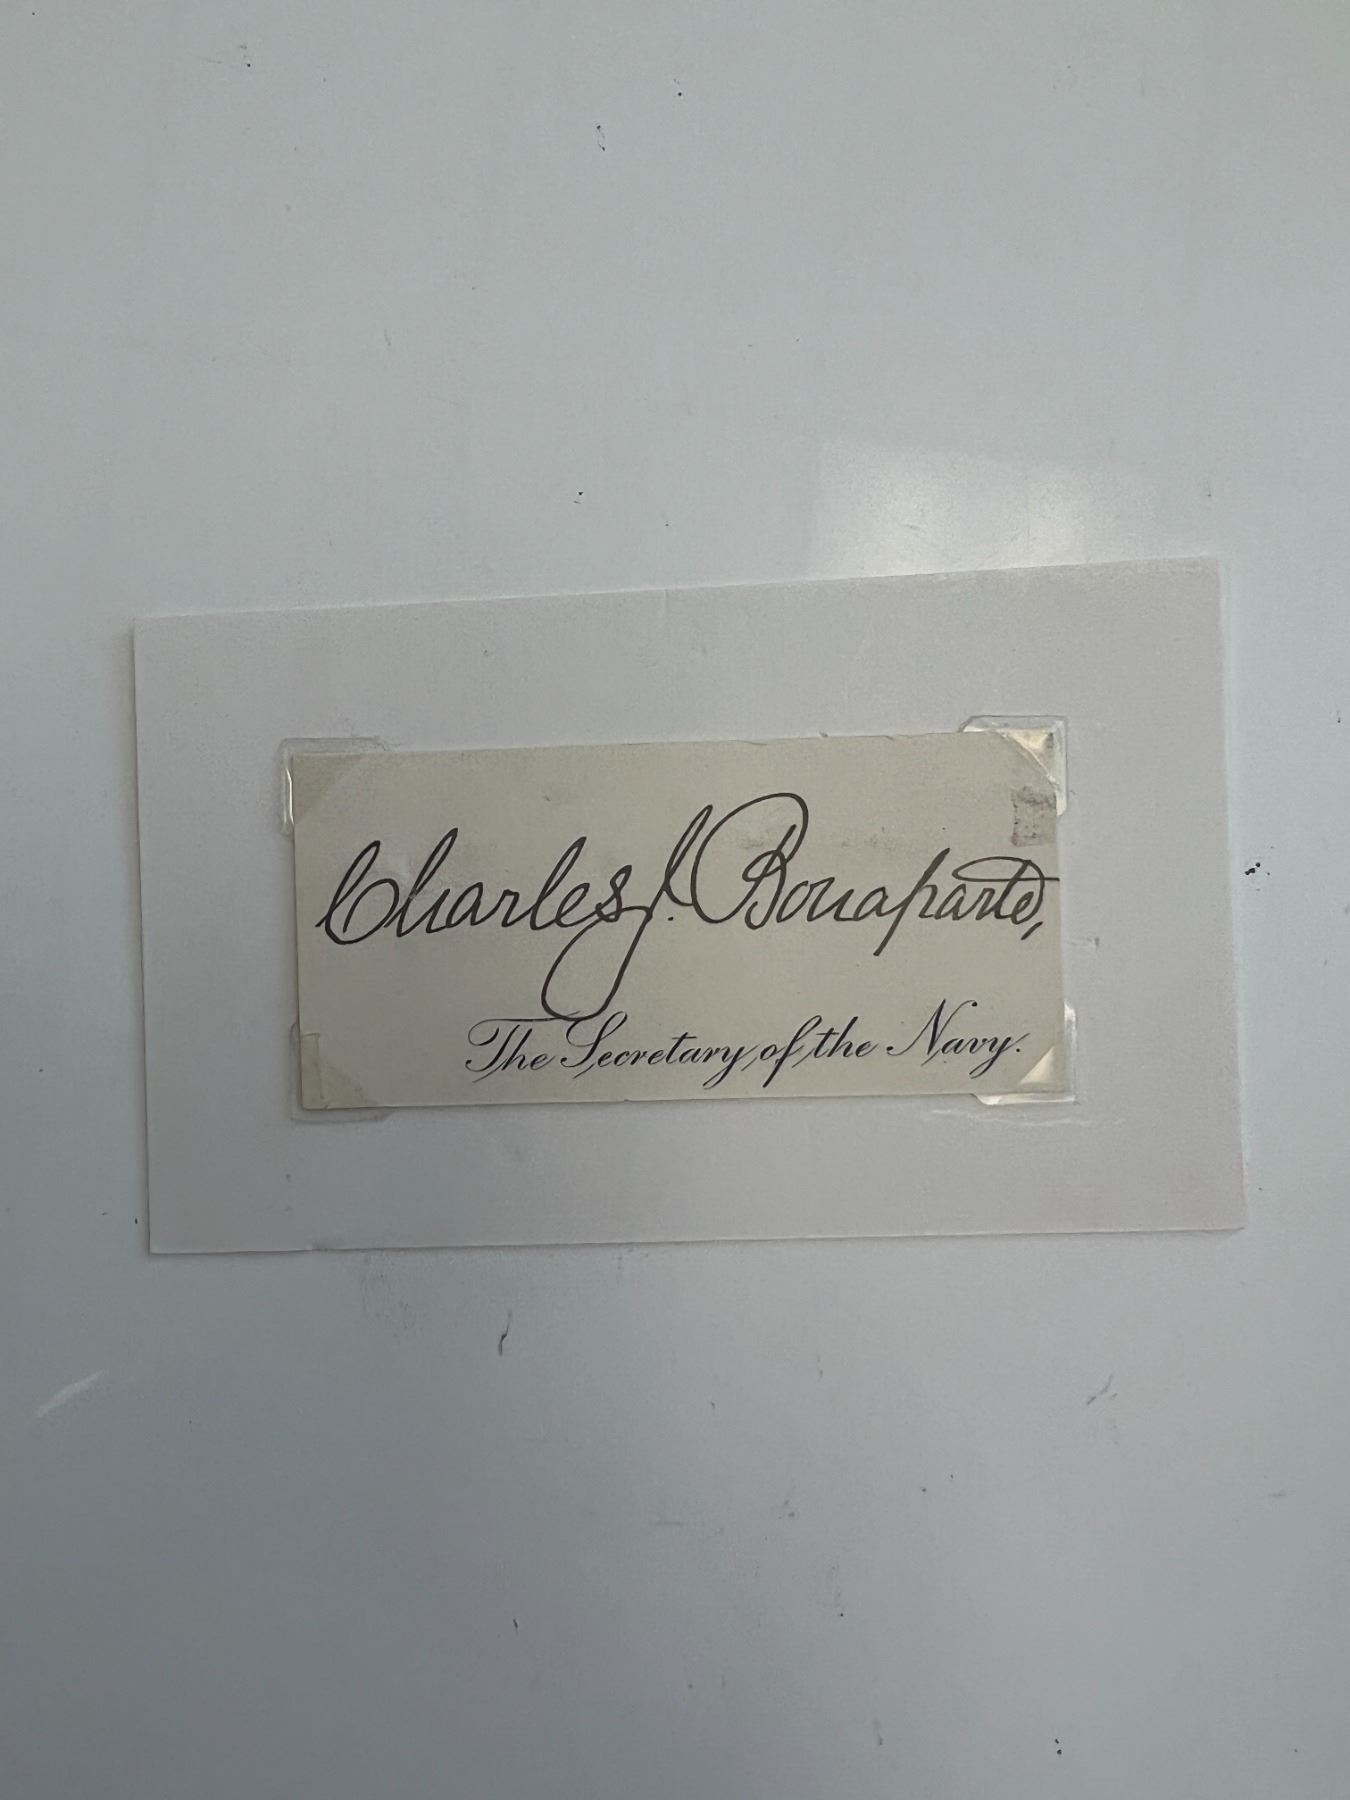 Charles J. Bonaparte,
The Secretary of the Navy.